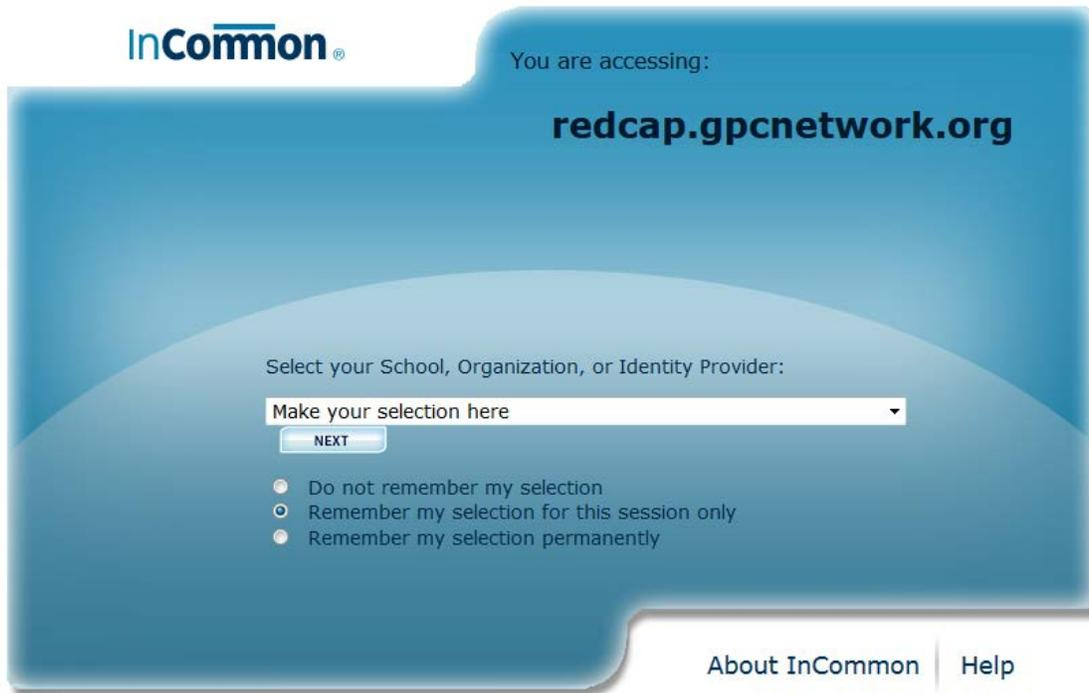 InCommon®
You are accessing:
redcap.gpcnetwork.org
Select your School, Organization, or Identity Provider:
Make your selection here
NEXT
Do not remember my selection
Remember my selection for this session only
Remember my selection permanently
About InCommon
Help